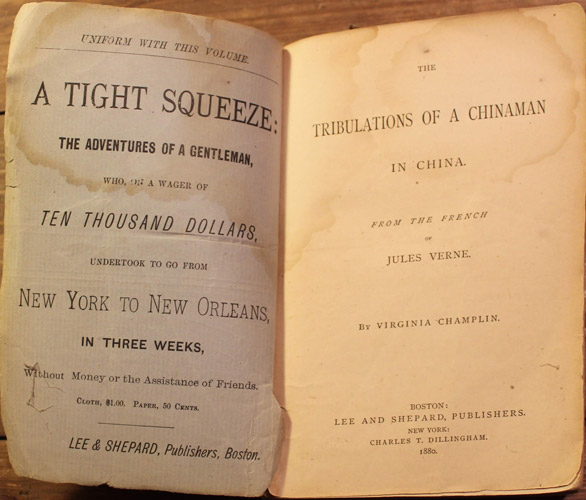 UNIFORM WITH THIS VOLUME.
A TIGHT SQUEEZE:
THE ADVENTURES OF A GENTLEMAN,
WHO, ON A WAGER OF
TEN THOUSAND DOLLARS,
UNDERTOOK TO GO FROM
NEW YORK TO NEW ORLEANS,
IN THREE WEEKS,
Without Money or the Assistance of Friends.
CLOTH, $1.00. PAPER, 50 CENTS.
LEE & SHEPARD, Publishers, Boston.
THE
TRIBULATIONS OF A CHINAMAN
IN CHINA.
FROM THE FRENCH
OF
JULES VERNE.
BY VIRGINIA CHAMPLIN.
BOSTON:
LEE AND SHEPARD, PUBLISHERS.
NEW YORK:
CHARLES T. DILLINGHAM.
1880.